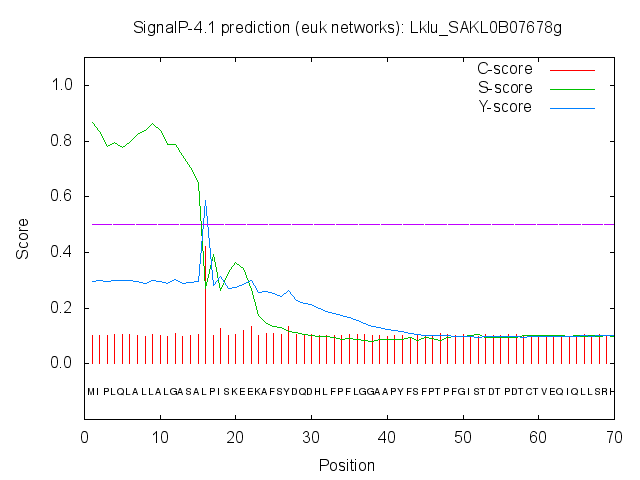 SignalP-4.1 prediction (euk networks): Lklu_SAKL0B07678g
C-score
S-score
Y-score
1.0
0.8
0.6
0.4
0.2
0.0
Score
MIPLQLALLALGASALPISKEEKAFSYDQDHLFPFLGGAAPYFSFPTPFGISTDTPDTCTVEQIQLLSRH
0 10 20 30 40 50 60 70
Position